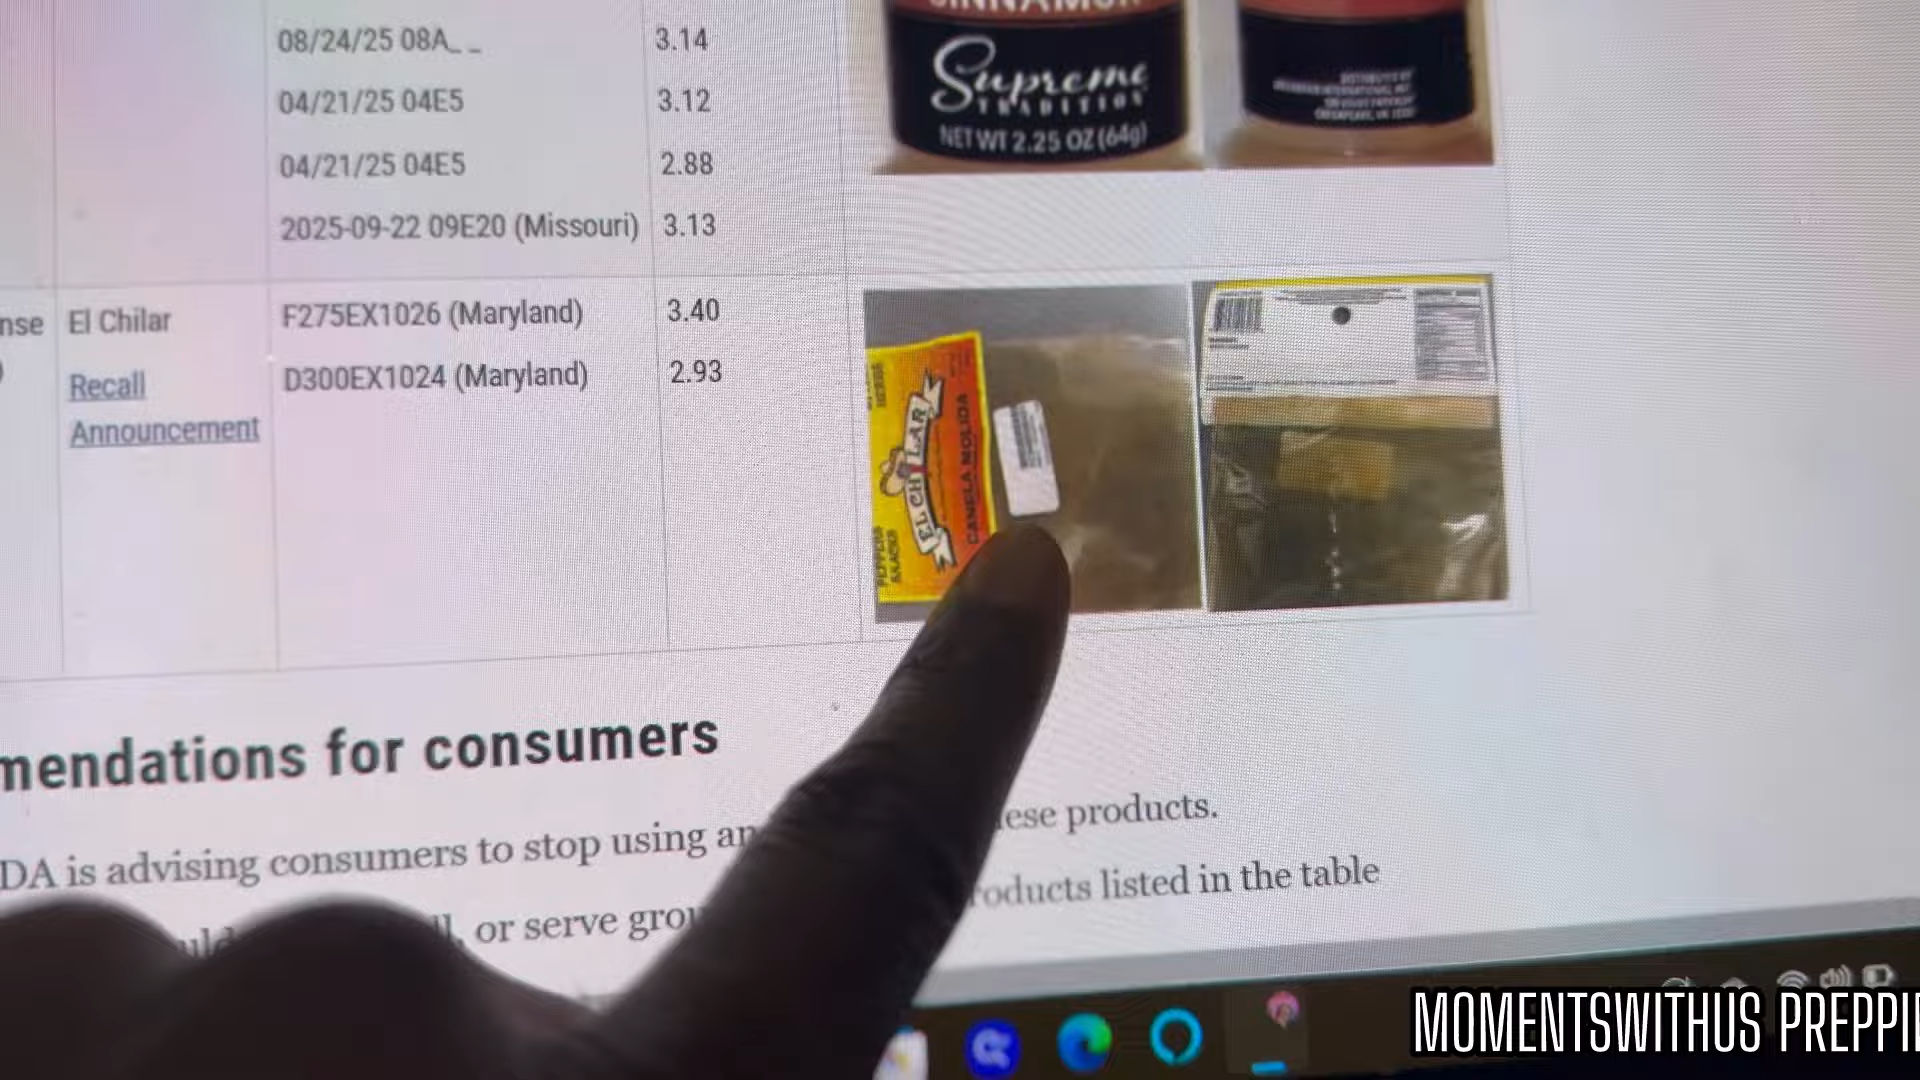 08/24/25 08A_ _
3.14
04/21/25 04E5
3.12
04/21/25 04E5
2.88
2025-09-22 09E20 (Missouri)
3.13
Supreme
TRADITION
NET WT 2.25 OZ (64g)
nse
El Chilar
F275EX1026 (Maryland)
3.40
Recall
Announcement
D300EX1024 (Maryland)
2.93
EL CHILAR
CANELA MOLIDA
mendations for consumers
DA is advising consumers to stop using an
ese products.
or serve
roducts listed in the table
MOMENTSWITHUS PREPPI